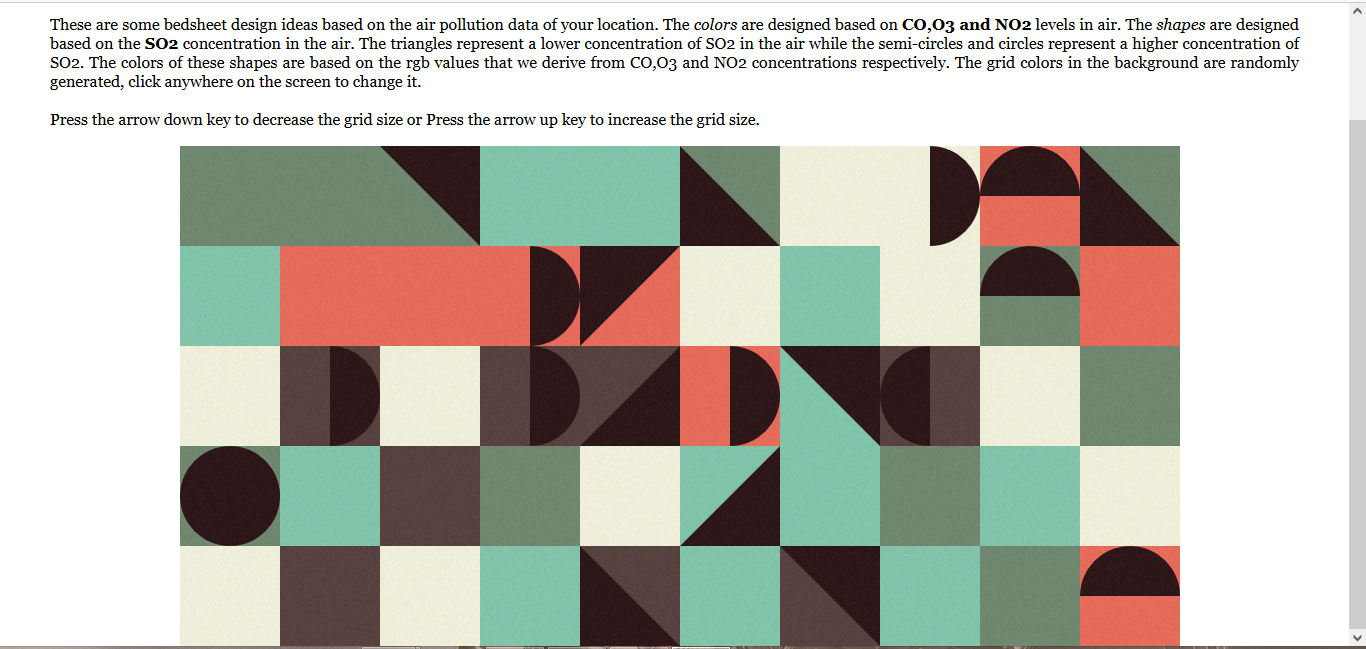 These are some bedsheet design ideas based on the air pollution data of your location. The colors are designed based on CO,O3 and NO2 levels in air. The shapes are designed
based on the SO2 concentration in the air. The triangles represent a lower concentration of SO2 in the air while the semi-circles and circles represent a higher concentration of
SO2. The colors of these shapes are based on the rgb values that we derive from CO,O3 and NO2 concentrations respectively. The grid colors in the background are randomly
generated, click anywhere on the screen to change it.
Press the arrow down key to decrease the grid size or Press the arrow up key to increase the grid size.